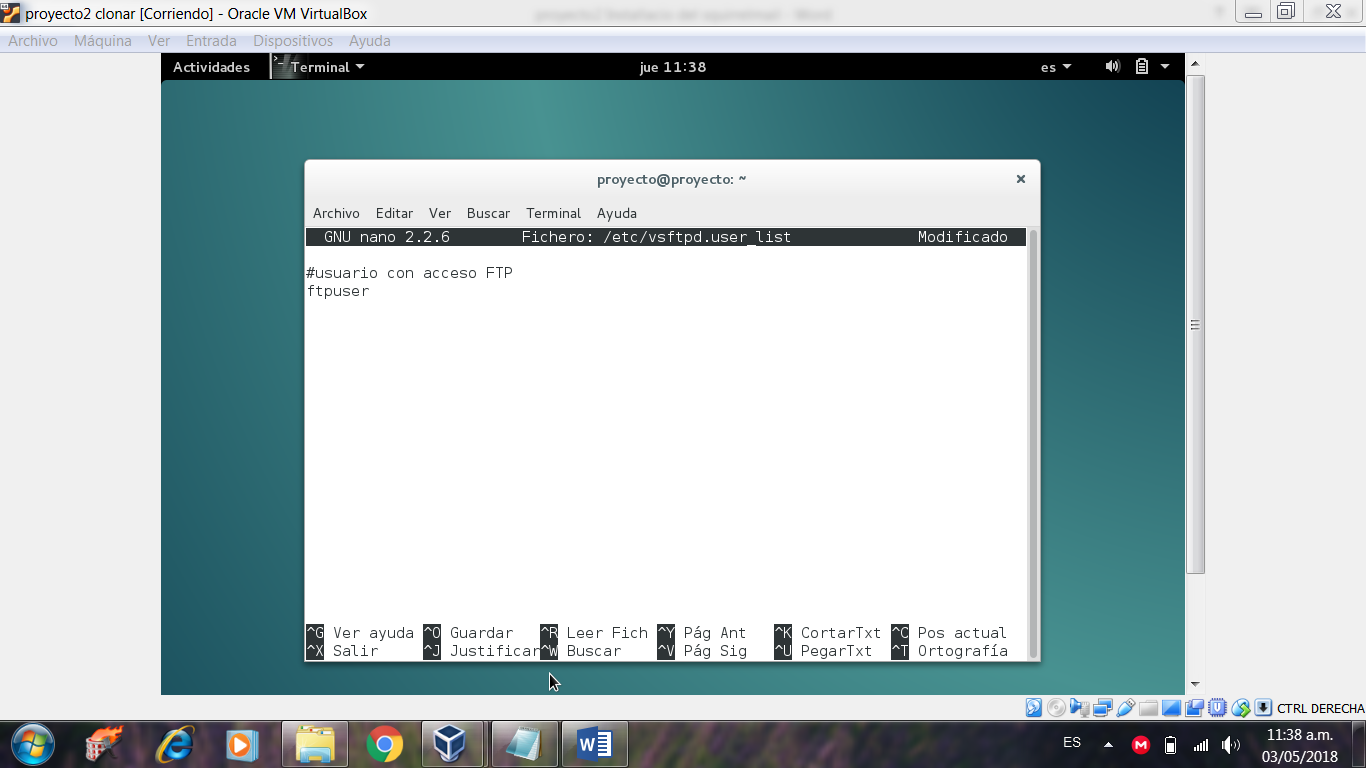 proyecto2 clonar [Corriendo] - Oracle VM VirtualBox
Archivo Máquina Ver Entrada Dispositivos Ayuda
Actividades Terminal jue 11:38 es
proyecto@proyecto: ~
Archivo Editar Ver Buscar Terminal Ayuda
GNU nano 2.2.6 Fichero: /etc/vsftpd.user_list Modificado
#usuario con acceso FTP
ftpuser
^G Ver ayuda ^O Guardar ^R Leer Fich ^Y Pág Ant ^K CortarTxt ^C Pos actual
^X Salir ^J Justificar ^W Buscar ^V Pág Sig ^U PegarTxt ^T Ortografía
CTRL DERECHA
ES
11:38 a.m.
03/05/2018